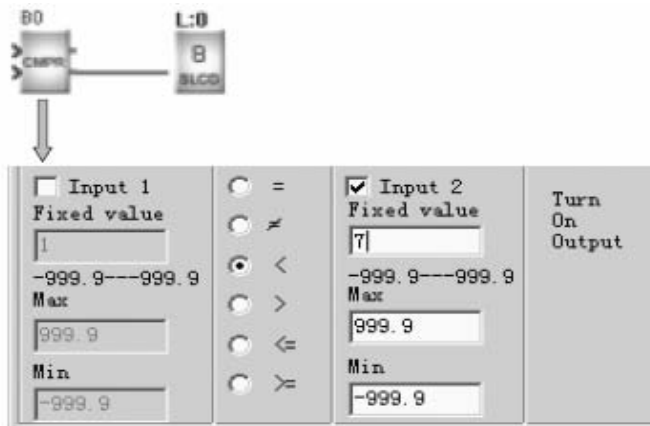 B0
L:0
CMPR
8
SLCD
Input 1
Fixed value
1
-999.9---999.9
Max
999.9
Min
-999.9
=
≠
<
>
<=
>=
Input 2
Fixed value
7
-999.9---999.9
Max
999.9
Min
-999.9
Turn
On
Output